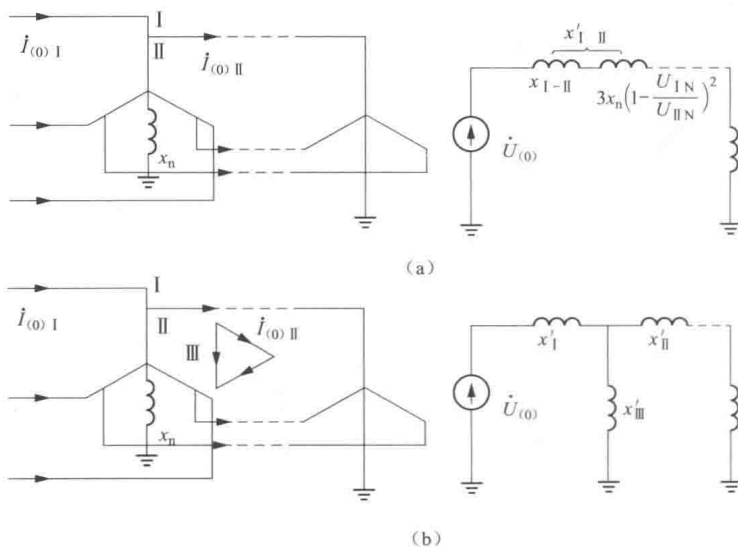 I
II
İ(0) I
İ(0) II
xn
x′I II
xI-II
3xn(1-UIN/UIIN)²
U̇(0)
(a)
I
II
III
İ(0) I
İ(0) II
xn
x′I
x′II
x′III
U̇(0)
(b)